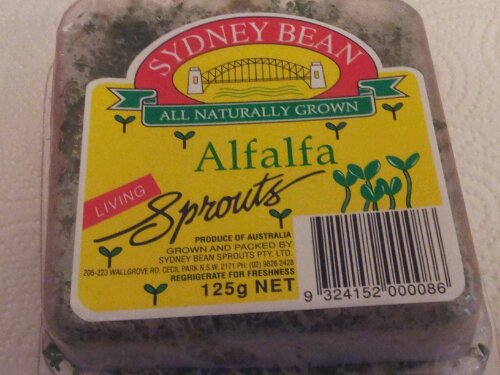 SYDNEY BEAN
ALL NATURALLY GROWN
Alfalfa
LIVING
Sprouts
PRODUCE OF AUSTRALIA
GROWN AND PACKED BY
SYDNEY BEAN SPROUTS PTY. LTD.
205-223 WALLGROVE RD. CECIL PARK N.S.W. 2171 PH: (02) 9826 2428
REGRIGERATE FOR FRESHNESS
125g NET
9 324152 000086